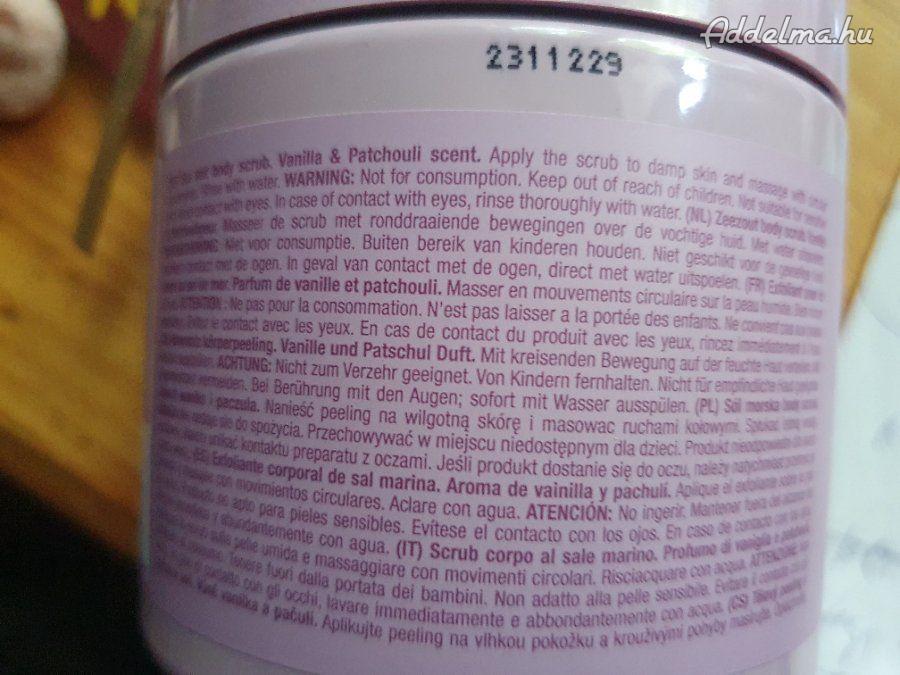 Addelma.hu
2311229
body scrub. Vanilla & Patchouli scent. Apply the scrub to damp skin and massage with
with water. WARNING: Not for consumption. Keep out of reach of children. Not suitable for sensitive
contact with eyes. In case of contact with eyes, rinse thoroughly with water. (NL) Zeezout body scrub.
Masseer de scrub met ronddraaiende bewegingen over de vochtige huid. Met water
Niet voor consumptie. Buiten bereik van kinderen houden. Niet geschikt voor de gevoelige
contact met de ogen. In geval van contact met de ogen, direct met water uitspoelen. (FR) Exfoliant
de mer. Parfum de vanille et patchouli. Masser en mouvements circulaire sur la peau humide.
ATTENTION : Ne pas pour la consommation. N'est pas laisser a la portée des enfants. Ne convient pas
Evitez le contact avec les yeux. En cas de contact du produit avec les yeux, rincez immédiatement
körperpeeling. Vanille und Patschul Duft. Mit kreisenden Bewegung auf der feuchte Haut
ACHTUNG: Nicht zum Verzehr geeignet. Von Kindern fernhalten. Nicht für empfindliche Haut
vermeiden. Bei Berührung mit den Augen; sofort mit Wasser ausspülen. (PL) Sól morska body
i paczula. Nanieść peeling na wilgotną skórę i masowac ruchami kołowymi. Spłukać
się do spożycia. Przechowywać w miejscu niedostępnym dla dzieci. Produkt
unikać kontaktu preparatu z oczami. Jeśli produkt dostanie się do oczu, należy natychmiast
(ES) Exfoliante corporal de sal marina. Aroma de vainilla y pachulí. Aplique el exfoliante sobre
con movimientos circulares. Aclare con agua. ATENCIÓN: No ingerir. Mantener fuera del alcance
es apto para pieles sensibles. Evítese el contacto con los ojos. En caso de contacto con los
y abundantemente con agua. (IT) Scrub corpo al sale marino. Profumo di vaniglia e
sulla pelle umida e massaggiare con movimenti circolari. Risciacquare con acqua. ATTENZIONE:
Tenere fuori dalla portata dei bambini. Non adatto alla pelle sensibile. Evitare il contatto con
contatto con gli occhi, lavare immediatamente e abbondantemente con acqua. (CS) Tělový peeling
vanilka a pačuli. Aplikujte peeling na vlhkou pokožku a krouživými pohyby